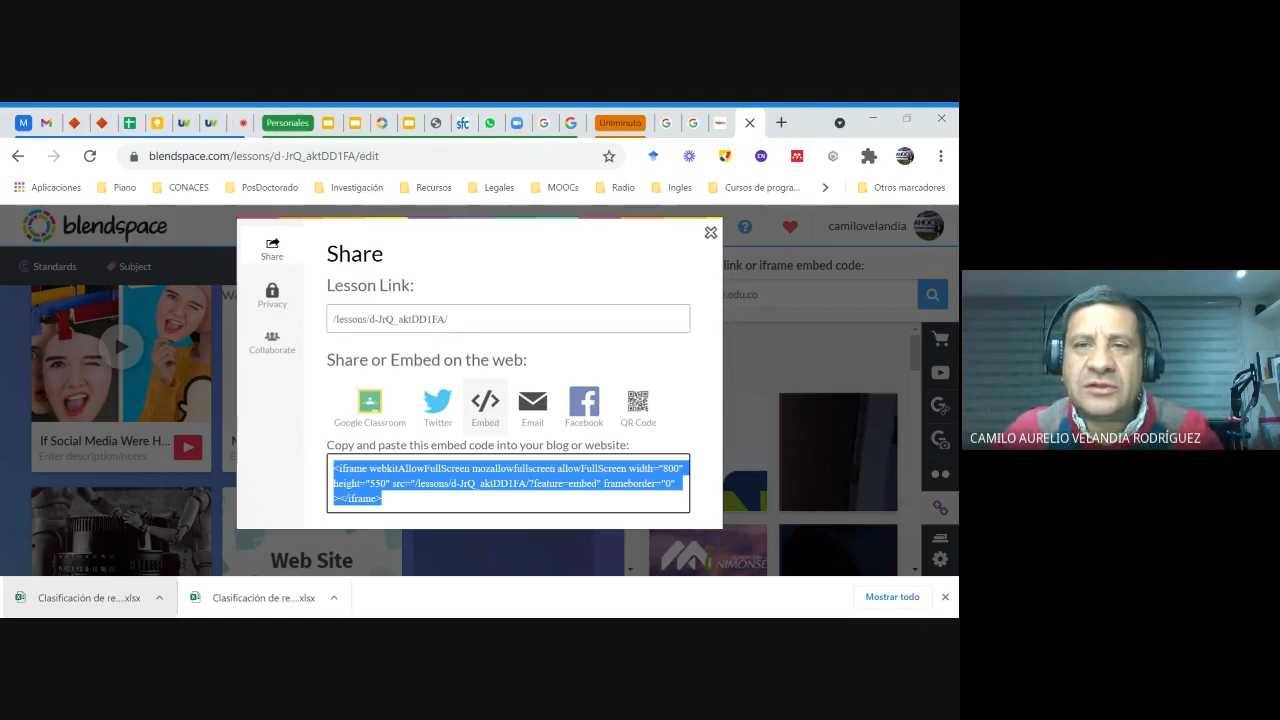 M
sfc
Personales
Uniminuto
blendspace.com/lessons/d-JrQ_aktDD1FA/edit
EN
Aplicaciones
Piano
CONACES
PosDoctorado
Investigación
Recursos
Legales
MOOCs
Radio
Ingles
Cursos de progra...
Otros marcadores
blendspace
camilovelandia
Standards
Subject
link or iframe embed code:
.edu.co
Share
Privacy
Collaborate
Share
Lesson Link:
/lessons/d-JrQ_aktDD1FA/
Share or Embed on the web:
Google Classroom
Twitter
Embed
Email
Facebook
QR Code
Copy and paste this embed code into your blog or website:
<iframe webkitAllowFullScreen mozallowfullscreen allowFullScreen width="800"
height="550" src="/lessons/d-JrQ_aktDD1FA/?feature=embed" frameborder="0"
></iframe>
If Social Media Were H...
Enter description/notes
Web Site
NIMONSE
CAMILO AURELIO VELANDIA RODRÍGUEZ
Clasificación de re....xlsx
Clasificación de re....xlsx
Mostrar todo